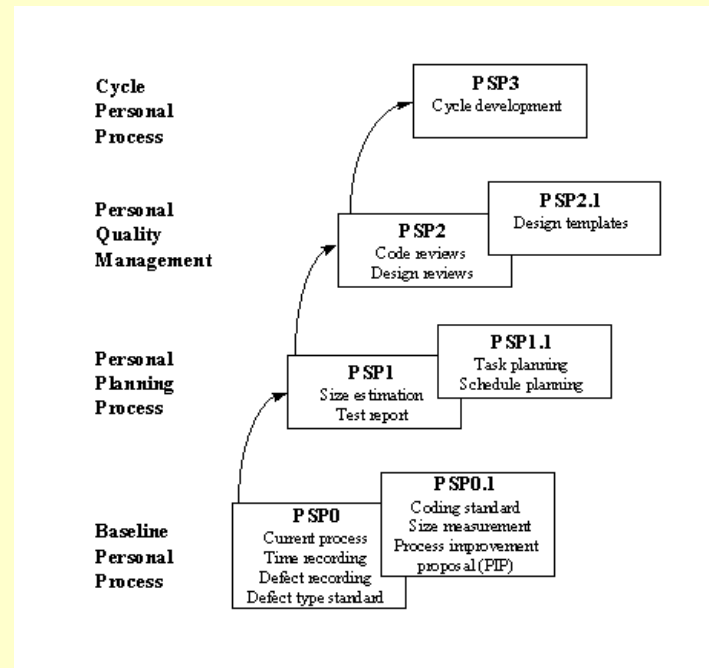 Cycle
Personal
Process
PSP3
Cycle development
Personal
Quality
Management
PSP2
Code reviews
Design reviews
PSP2.1
Design templates
Personal
Planning
Process
PSP1
Size estimation
Test report
PSP1.1
Task planning
Schedule planning
Baseline
Personal
Process
PSP0
Current process
Time recording
Defect recording
Defect type standard
PSP0.1
Coding standard
Size measurement
Process improvement
proposal (PIP)